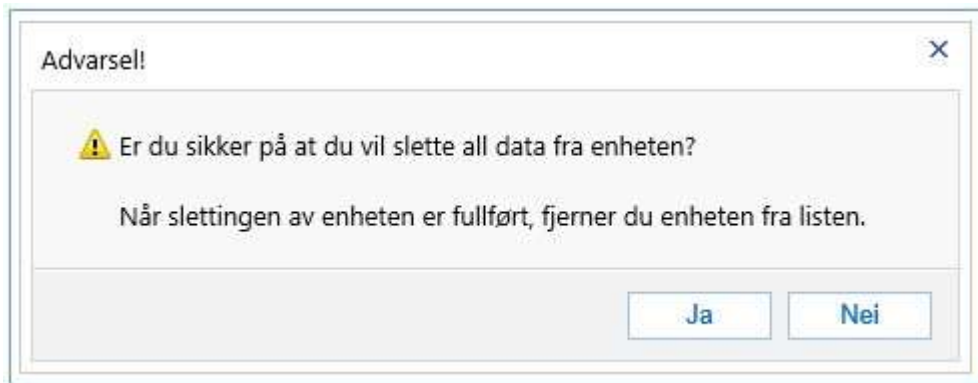 Advarsel!
Er du sikker på at du vil slette all data fra enheten?
Når slettingen av enheten er fullført, fjerner du enheten fra listen.
Ja
Nei